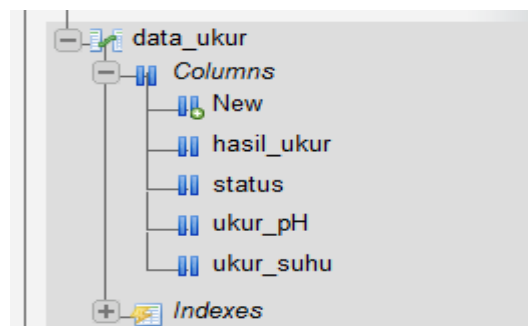 data_ukur
Columns
New
hasil_ukur
status
ukur_pH
ukur_suhu
Indexes